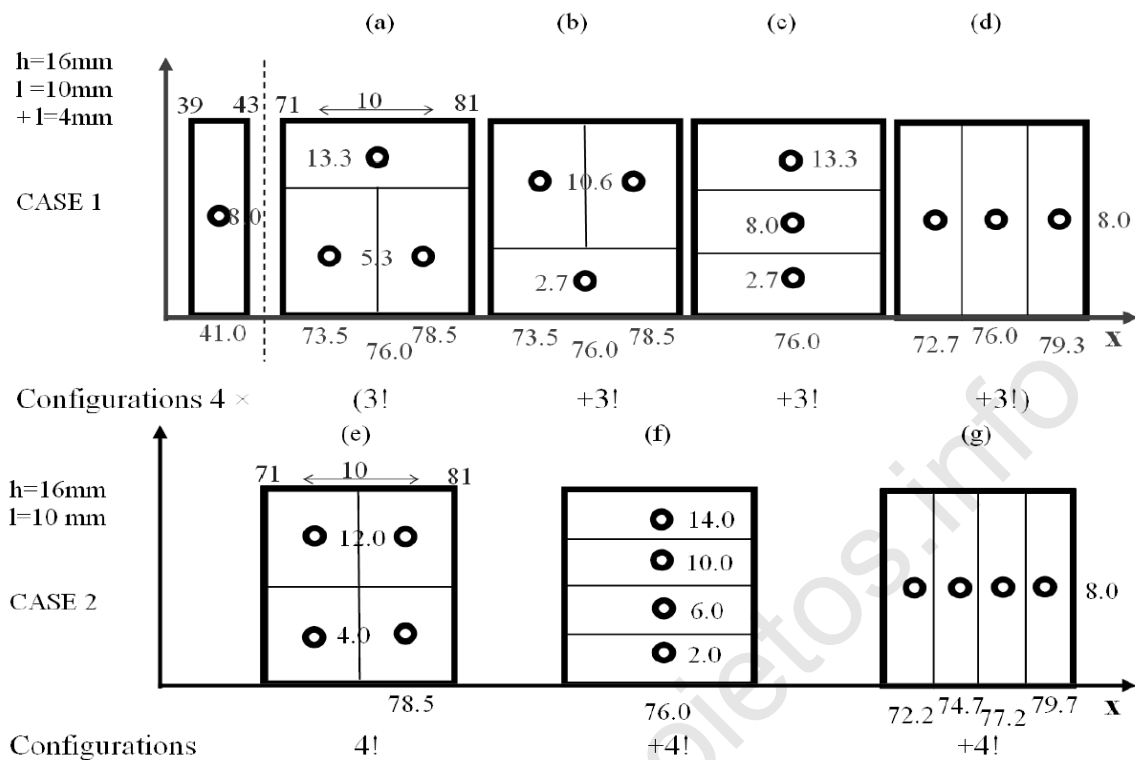 (a) (b) (c) (d)
h=16mm
l =10mm
+ l=4mm
39 43 71 10 81
13.3 10.6 13.3
CASE 1
8.0 5.3 2.7 8.0 2.7 8.0
41.0 73.5 76.0 78.5 73.5 76.0 78.5 76.0 72.7 76.0 79.3 x
Configurations 4 × (3! +3! +3! +3!)
(e) (f) (g)
71 10 81
h=16mm
l=10 mm
12.0 14.0
10.0
CASE 2
4.0 6.0 8.0
2.0
78.5 76.0 72.2 74.7 77.2 79.7 x
Configurations 4! +4! +4!
pietos.info